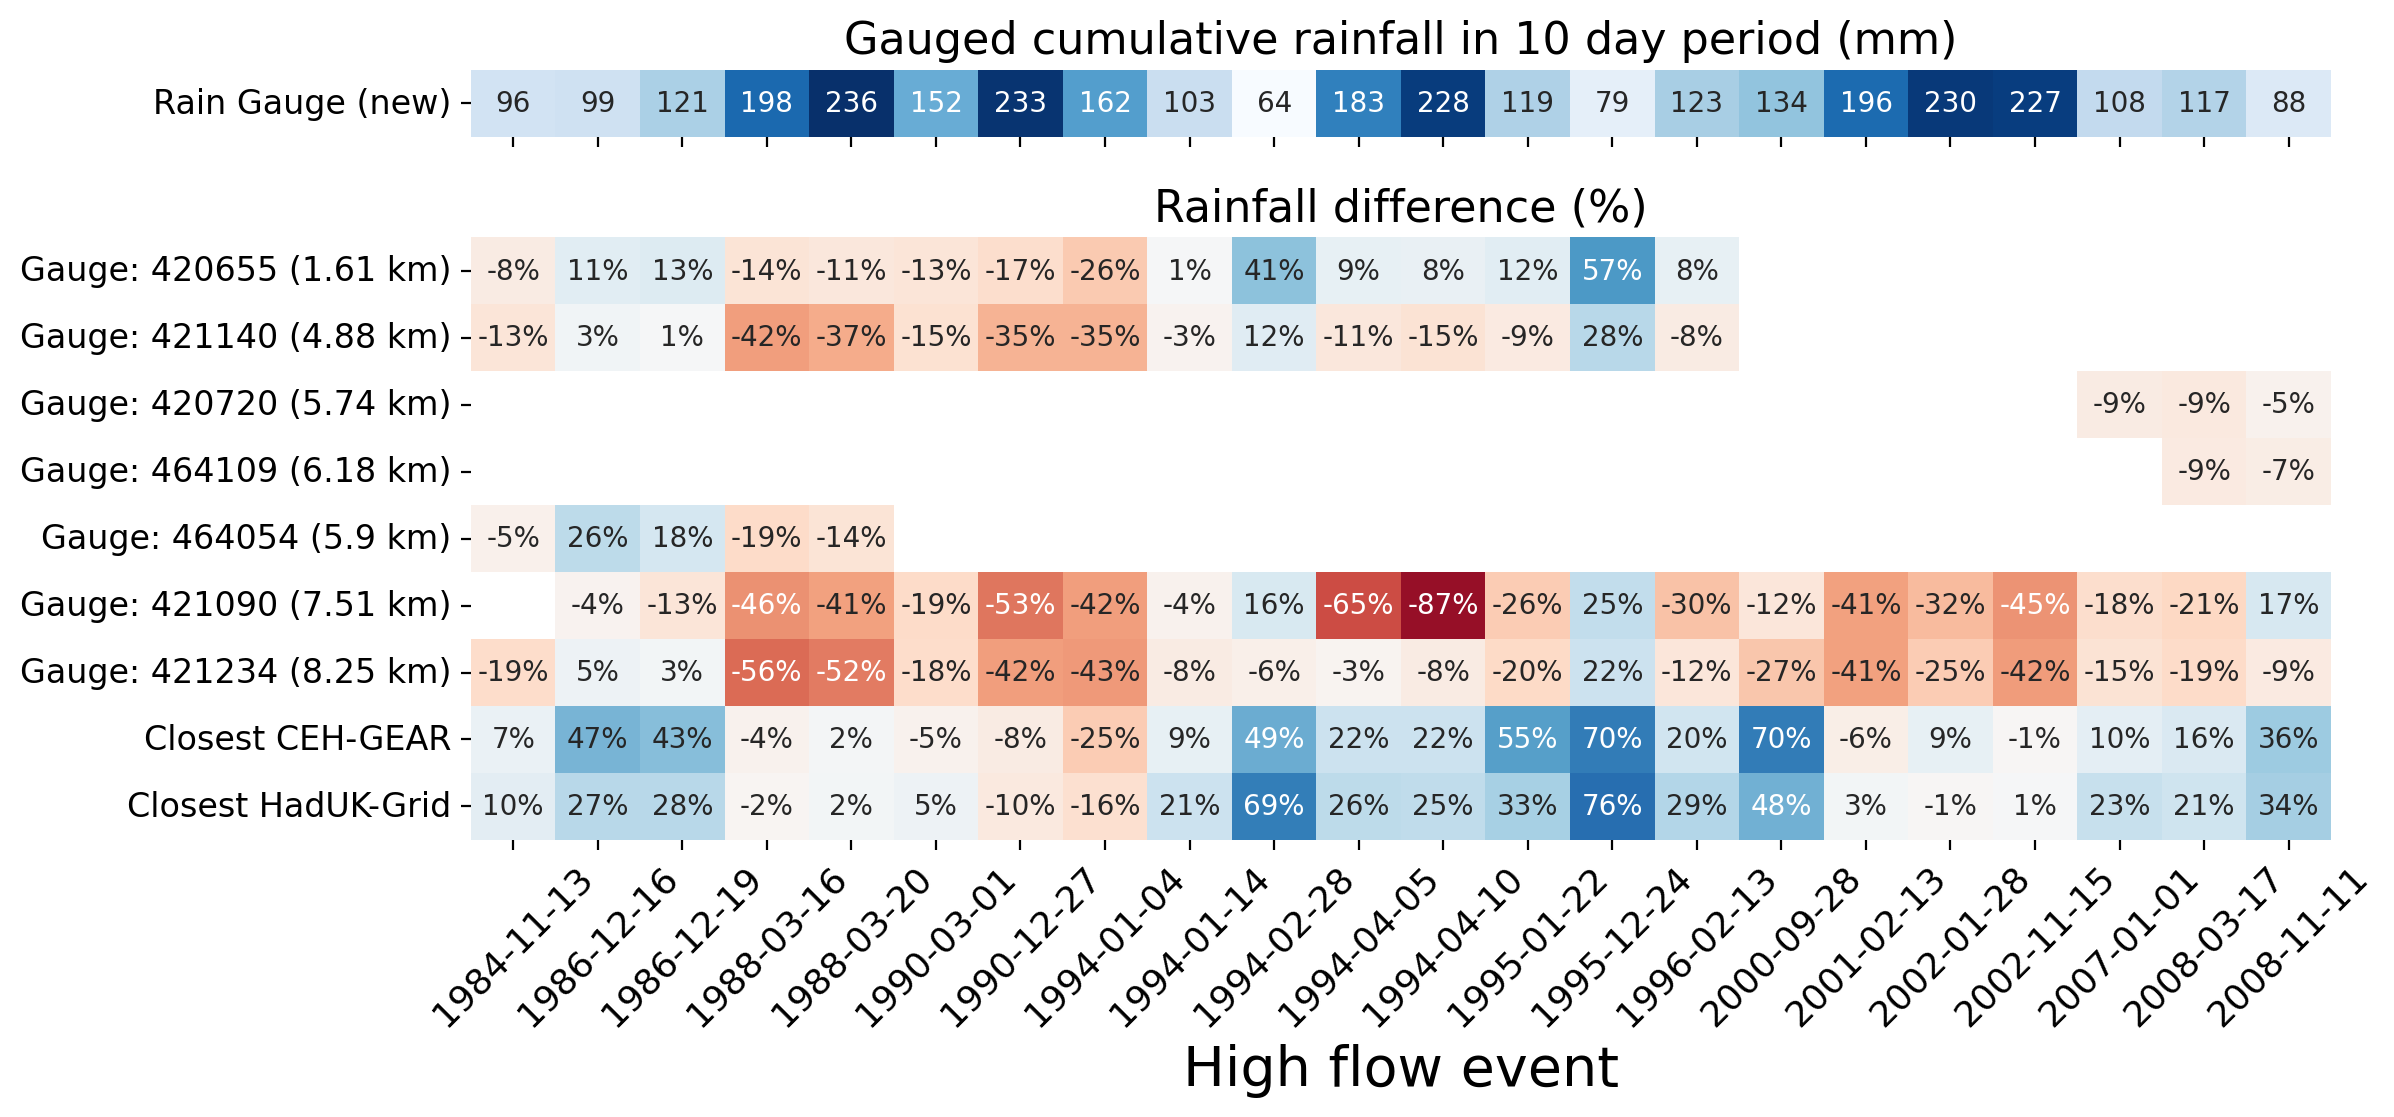 Gauged cumulative rainfall in 10 day period (mm)
Rain Gauge (new) 96 99 121 198 236 152 233 162 103 64 183 228 119 79 123 134 196 230 227 108 117 88
Rainfall difference (%)
Gauge: 420655 (1.61 km) -8% 11% 13% -14% -11% -13% -17% -26% 1% 41% 9% 8% 12% 57% 8%
Gauge: 421140 (4.88 km) -13% 3% 1% -42% -37% -15% -35% -35% -3% 12% -11% -15% -9% 28% -8%
Gauge: 420720 (5.74 km) -9% -9% -5%
Gauge: 464109 (6.18 km) -9% -7%
Gauge: 464054 (5.9 km) -5% 26% 18% -19% -14%
Gauge: 421090 (7.51 km) -4% -13% -46% -41% -19% -53% -42% -4% 16% -65% -87% -26% 25% -30% -12% -41% -32% -45% -18% -21% 17%
Gauge: 421234 (8.25 km) -19% 5% 3% -56% -52% -18% -42% -43% -8% -6% -3% -8% -20% 22% -12% -27% -41% -25% -42% -15% -19% -9%
Closest CEH-GEAR 7% 47% 43% -4% 2% -5% -8% -25% 9% 49% 22% 22% 55% 70% 20% 70% -6% 9% -1% 10% 16% 36%
Closest HadUK-Grid 10% 27% 28% -2% 2% 5% -10% -16% 21% 69% 26% 25% 33% 76% 29% 48% 3% -1% 1% 23% 21% 34%
1984-11-13 1986-12-16 1986-12-19 1988-03-16 1988-03-20 1990-03-01 1990-12-27 1994-01-04 1994-01-14 1994-02-28 1994-04-05 1994-04-10 1995-01-22 1995-12-24 1996-02-13 2000-09-28 2001-02-13 2002-01-28 2002-11-15 2007-01-01 2008-03-17 2008-11-11
High flow event